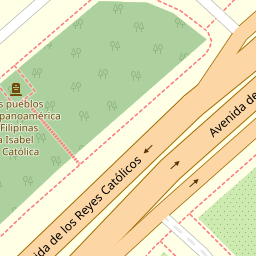 s pueblos
panoamérica
Filipinas
a Isabel
Católica
ida de los Reyes Católicos
Avenida de